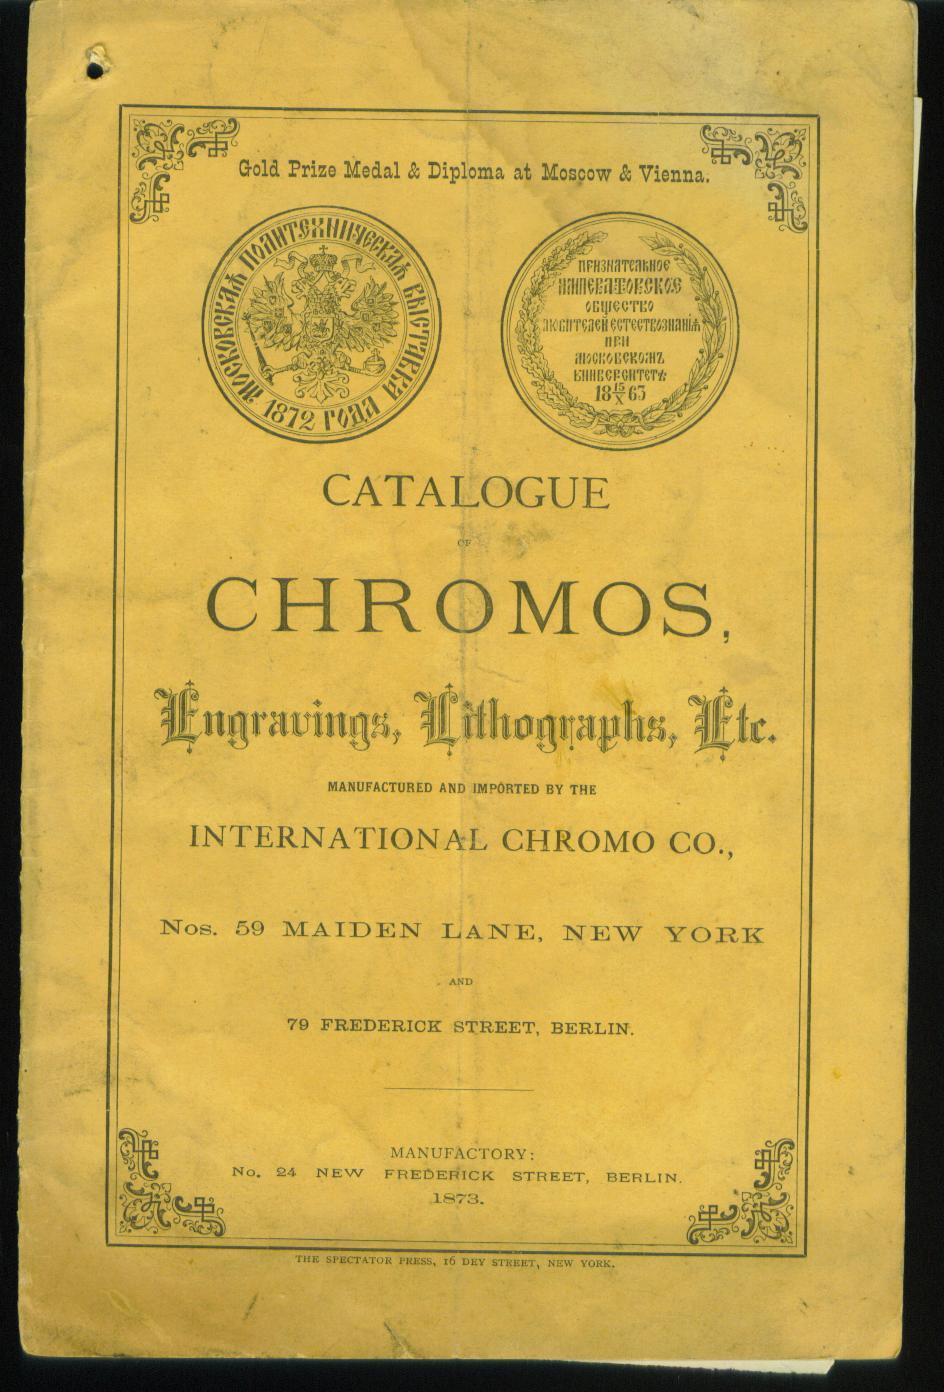 Gold Prize Medal & Diploma at Moscow & Vienna.
МОСКОВСКАЯ ПОЛИТЕХНИЧЕСКАЯ ВЫСТАВКА
1872 ГОДА
ПРИЗНАТЕЛЬНОЕ
ИМПЕРАТОРСКОЕ
ОБЩЕСТВО
ЛЮБИТЕЛЕЙ ЕСТЕСТВОЗНАНІЯ
ПРИ
МОСКОВСКОМЪ
УНИВЕРСИТЕТѢ
18 15/X 63
CATALOGUE
OF
CHROMOS,
Engravings, Lithographs, Etc.
MANUFACTURED AND IMPORTED BY THE
INTERNATIONAL CHROMO CO.,
Nos. 59 MAIDEN LANE, NEW YORK
AND
79 FREDERICK STREET, BERLIN.
MANUFACTORY:
No. 24 NEW FREDERICK STREET, BERLIN.
1873.
THE SPECTATOR PRESS, 16 DEY STREET, NEW YORK.